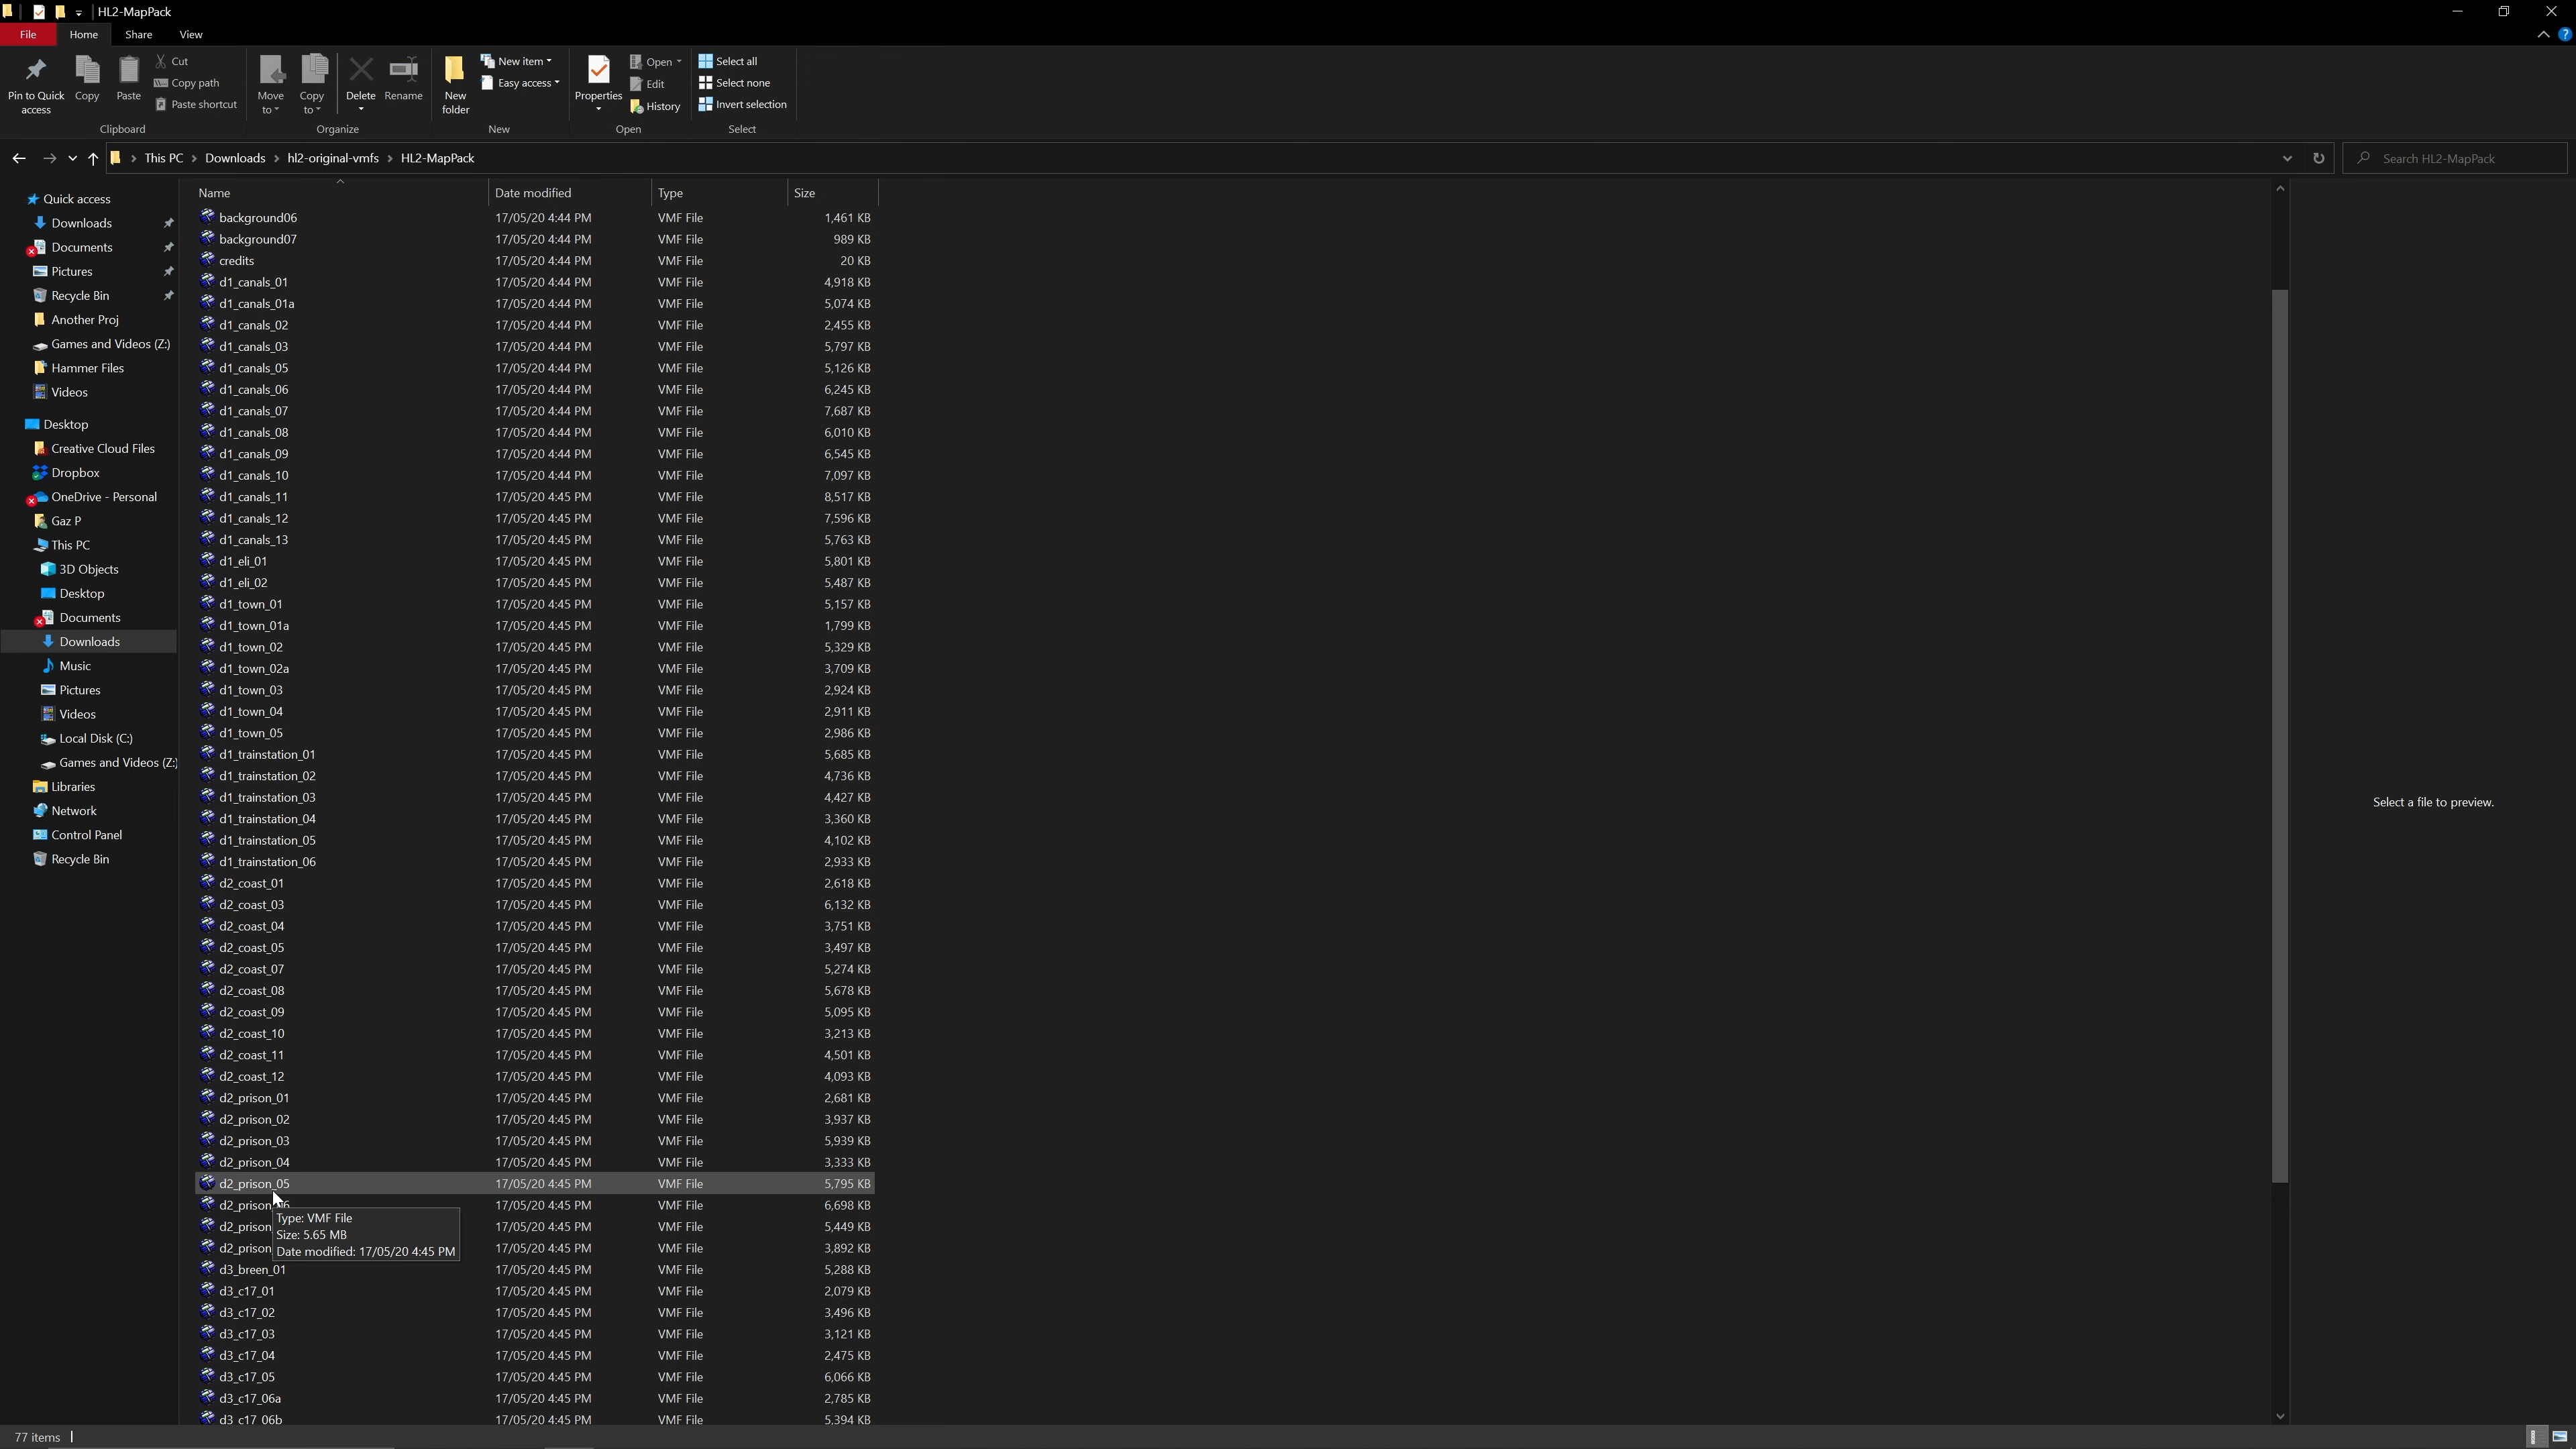 HL2-MapPack
File Home Share View
Pin to Quick access
Copy
Paste
Cut
Copy path
Paste shortcut
Clipboard
Move to
Copy to
Delete
Rename
Organize
New folder
New item
Easy access
New
Properties
Open
Edit
History
Open
Select all
Select none
Invert selection
Select
This PC > Downloads > hl2-original-vmfs > HL2-MapPack
Search HL2-MapPack
Quick access
Downloads
Documents
Pictures
Recycle Bin
Another Proj
Games and Videos (Z:)
Hammer Files
Videos
Desktop
Creative Cloud Files
Dropbox
OneDrive - Personal
Gaz P
This PC
3D Objects
Desktop
Documents
Downloads
Music
Pictures
Videos
Local Disk (C:)
Games and Videos (Z:)
Libraries
Network
Control Panel
Recycle Bin
Name Date modified Type Size
background06 17/05/20 4:44 PM VMF File 1,461 KB
background07 17/05/20 4:44 PM VMF File 989 KB
credits 17/05/20 4:44 PM VMF File 20 KB
d1_canals_01 17/05/20 4:44 PM VMF File 4,918 KB
d1_canals_01a 17/05/20 4:44 PM VMF File 5,074 KB
d1_canals_02 17/05/20 4:44 PM VMF File 2,455 KB
d1_canals_03 17/05/20 4:44 PM VMF File 5,797 KB
d1_canals_05 17/05/20 4:44 PM VMF File 5,126 KB
d1_canals_06 17/05/20 4:44 PM VMF File 6,245 KB
d1_canals_07 17/05/20 4:44 PM VMF File 7,687 KB
d1_canals_08 17/05/20 4:44 PM VMF File 6,010 KB
d1_canals_09 17/05/20 4:44 PM VMF File 6,545 KB
d1_canals_10 17/05/20 4:44 PM VMF File 7,097 KB
d1_canals_11 17/05/20 4:45 PM VMF File 8,517 KB
d1_canals_12 17/05/20 4:45 PM VMF File 7,596 KB
d1_canals_13 17/05/20 4:45 PM VMF File 5,763 KB
d1_eli_01 17/05/20 4:45 PM VMF File 5,801 KB
d1_eli_02 17/05/20 4:45 PM VMF File 5,487 KB
d1_town_01 17/05/20 4:45 PM VMF File 5,157 KB
d1_town_01a 17/05/20 4:45 PM VMF File 1,799 KB
d1_town_02 17/05/20 4:45 PM VMF File 5,329 KB
d1_town_02a 17/05/20 4:45 PM VMF File 3,709 KB
d1_town_03 17/05/20 4:45 PM VMF File 2,924 KB
d1_town_04 17/05/20 4:45 PM VMF File 2,911 KB
d1_town_05 17/05/20 4:45 PM VMF File 2,986 KB
d1_trainstation_01 17/05/20 4:45 PM VMF File 5,685 KB
d1_trainstation_02 17/05/20 4:45 PM VMF File 4,736 KB
d1_trainstation_03 17/05/20 4:45 PM VMF File 4,427 KB
d1_trainstation_04 17/05/20 4:45 PM VMF File 3,360 KB
d1_trainstation_05 17/05/20 4:45 PM VMF File 4,102 KB
d1_trainstation_06 17/05/20 4:45 PM VMF File 2,933 KB
d2_coast_01 17/05/20 4:45 PM VMF File 2,618 KB
d2_coast_03 17/05/20 4:45 PM VMF File 6,132 KB
d2_coast_04 17/05/20 4:45 PM VMF File 3,751 KB
d2_coast_05 17/05/20 4:45 PM VMF File 3,497 KB
d2_coast_07 17/05/20 4:45 PM VMF File 5,274 KB
d2_coast_08 17/05/20 4:45 PM VMF File 5,678 KB
d2_coast_09 17/05/20 4:45 PM VMF File 5,095 KB
d2_coast_10 17/05/20 4:45 PM VMF File 3,213 KB
d2_coast_11 17/05/20 4:45 PM VMF File 4,501 KB
d2_coast_12 17/05/20 4:45 PM VMF File 4,093 KB
d2_prison_01 17/05/20 4:45 PM VMF File 2,681 KB
d2_prison_02 17/05/20 4:45 PM VMF File 3,937 KB
d2_prison_03 17/05/20 4:45 PM VMF File 5,939 KB
d2_prison_04 17/05/20 4:45 PM VMF File 3,333 KB
d2_prison_05 17/05/20 4:45 PM VMF File 5,795 KB
d2_prison_06 17/05/20 4:45 PM VMF File 6,698 KB
d2_prison 17/05/20 4:45 PM VMF File 5,449 KB
d2_prison 17/05/20 4:45 PM VMF File 3,892 KB
Type: VMF File
Size: 5.65 MB
Date modified: 17/05/20 4:45 PM
d3_breen_01 17/05/20 4:45 PM VMF File 5,288 KB
d3_c17_01 17/05/20 4:45 PM VMF File 2,079 KB
d3_c17_02 17/05/20 4:45 PM VMF File 3,496 KB
d3_c17_03 17/05/20 4:45 PM VMF File 3,121 KB
d3_c17_04 17/05/20 4:45 PM VMF File 2,475 KB
d3_c17_05 17/05/20 4:45 PM VMF File 6,066 KB
d3_c17_06a 17/05/20 4:45 PM VMF File 2,785 KB
d3_c17_06b 17/05/20 4:45 PM VMF File 5,394 KB
Select a file to preview.
77 items